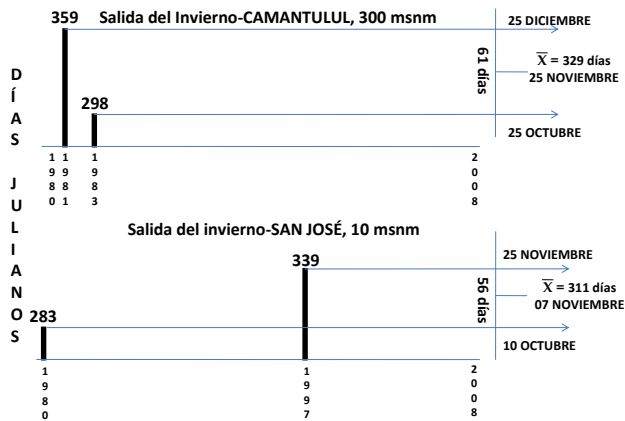 359 Salida del Invierno-CAMANTULUL, 300 msnm
25 DICIEMBRE
61 días
X = 329 días
25 NOVIEMBRE
298
25 OCTUBRE
1980
1981
1983
2008
DÍAS JULIANOS
Salida del invierno-SAN JOSÉ, 10 msnm
339
25 NOVIEMBRE
56 días
X = 311 días
07 NOVIEMBRE
283
10 OCTUBRE
1980
1997
2008